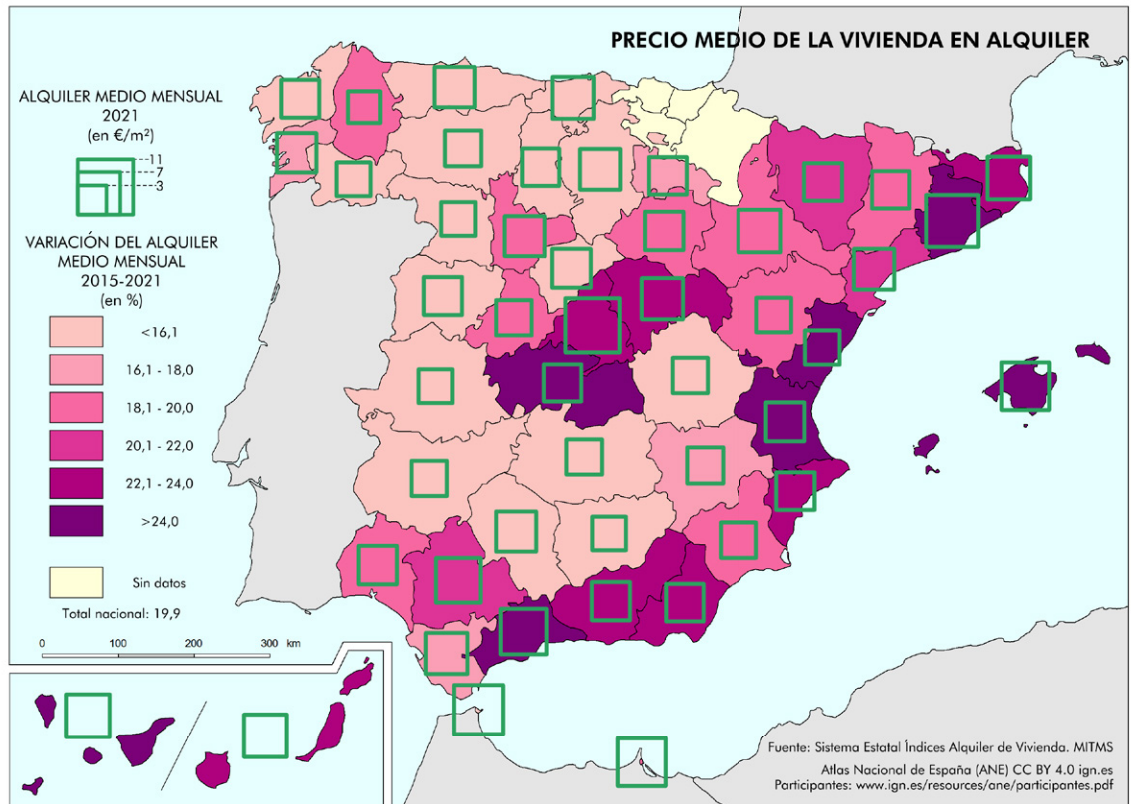 PRECIO MEDIO DE LA VIVIENDA EN ALQUILER
ALQUILER MEDIO MENSUAL
2021
(en €/m²)
11
7
3
VARIACIÓN DEL ALQUILER
MEDIO MENSUAL
2015-2021
(en %)
<16,1
16,1 - 18,0
18,1 - 20,0
20,1 - 22,0
22,1 - 24,0
>24,0
Sin datos
Total nacional: 19,9
0 100 200 300 km
Fuente: Sistema Estatal Índices Alquiler de Vivienda. MITMS
Atlas Nacional de España (ANE) CC BY 4.0 ign.es
Participantes: www.ign.es/resources/ane/participantes.pdf